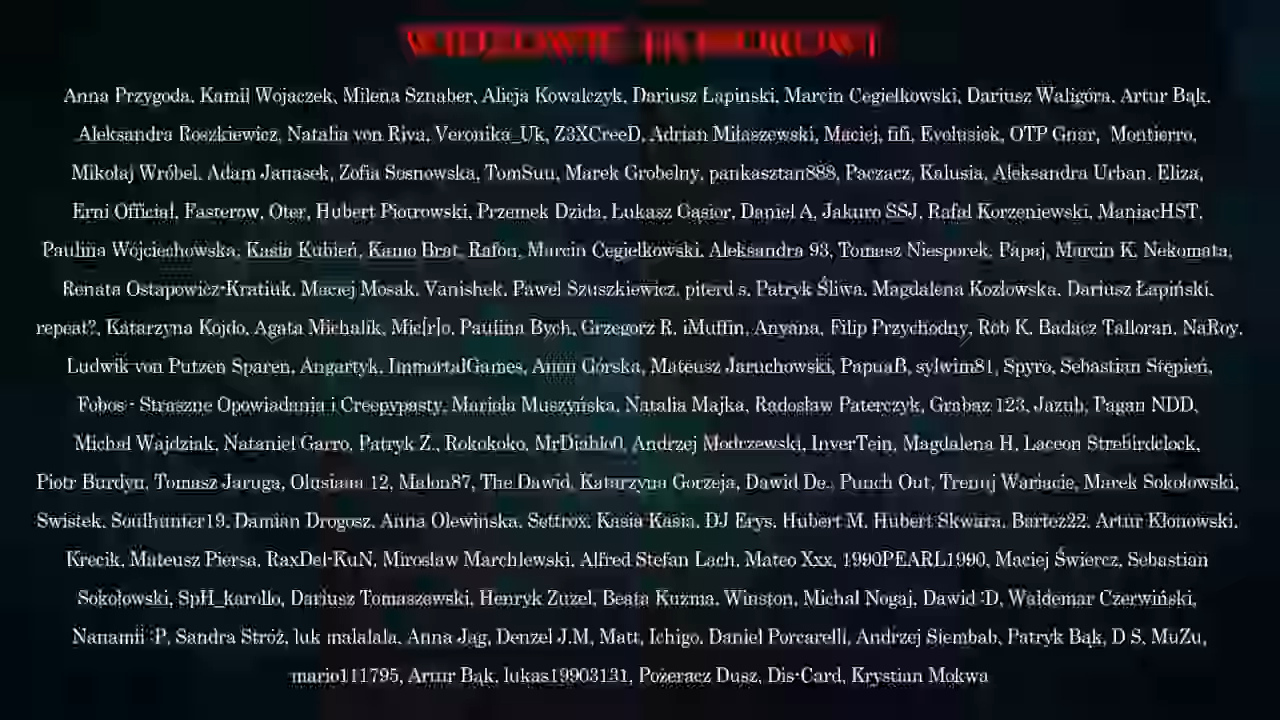 WIDZOWIE HONOROWI
Anna Przygoda, Kamil Wojaczek, Milena Sznaber, Alicja Kowalczyk, Dariusz Łapinski, Marcin Cegiełkowski, Dariusz Waligóra, Artur Bąk,
Aleksandra Roszkiewicz, Natalia von Riva, Veronika_Uk, Z3XCreeD, Adrian Miłaszewski, Maciej, fifi, Evolusiek, OTP Gnar, Montierro,
Mikołaj Wróbel, Adam Janasek, Zofia Sosnowska, TomSuu, Marek Grobelny, pankasztan888, Paczacz, Kalusia, Aleksandra Urban, Eliza,
Erni Official, Fasterow, Oter, Hubert Piotrowski, Przemek Dzida, Łukasz Gąsior, Daniel A, Jakuro SSJ, Rafał Korzeniewski, ManiacHST,
Paulina Wojciechowska, Kasia Kubień, Kamo Brat, Rafon, Marcin Cegiełkowski, Aleksandra 93, Tomasz Niesporek, Papaj, Marcin K, Nekomata,
Renata Ostapowicz-Kratiuk, Maciej Mosak, Vanishek, Paweł Szuszkiewicz, piterd s, Patryk Śliwa, Magdalena Kozłowska, Dariusz Łapiński,
repeat?, Katarzyna Kojdo, Agata Michalik, Mic[r]o, Paulina Bych, Grzegorz R, iMuffin, Anyana, Filip Przychodny, Rob K, Badacz Talloran, NaRoy,
Ludwik von Putzen Sparen, Angartyk, ImmortalGames, Anna Górska, Mateusz Jaruchowski, PapuaB, sylwim81, Spyro, Sebastian Stępień,
Fobos - Straszne Opowiadania i Creepypasty, Mariola Muszyńska, Natalia Majka, Radosław Paterczyk, Grabaz 123, Jazub, Pagan NDD,
Michał Wajdziak, Nataniel Garro, Patryk Z., Rokokoko, MrDiablo0, Andrzej Modrzewski, InverTein, Magdalena H, Laceon Strebirdclock,
Piotr Burdyn, Tomasz Jaruga, Olusiaaa 12, Malon87, The Dawid, Katarzyna Gorzeja, Dawid De., Punch Out, Trenuj Wariacie, Marek Sokołowski,
Swistek, Soulhunter19, Damian Drogosz, Anna Olewinska, Settrox, Kasia Kasia, DJ Erys, Hubert M, Hubert Skwara, Bartez22, Artur Kłonowski,
Krecik, Mateusz Piersa, RaxDel-KuN, Mirosław Marchlewski, Alfred Stefan Lach, Mateo Xxx, 1990PEARL1990, Maciej Świercz, Sebastian
Sokołowski, SpH_karollo, Dariusz Tomaszewski, Henryk Zuzel, Beata Kuzma, Winston, Michał Nogaj, Dawid :D, Waldemar Czerwiński,
Nanamii :P, Sandra Stróż, luk malalala, Anna Jąg, Denzel J.M, Matt, Ichigo, Daniel Porcarelli, Andrzej Siembab, Patryk Bąk, D S, MuZu,
mario111795, Artur Bąk, lukas19903131, Pożeracz Dusz, Dis-Card, Krystian Mokwa